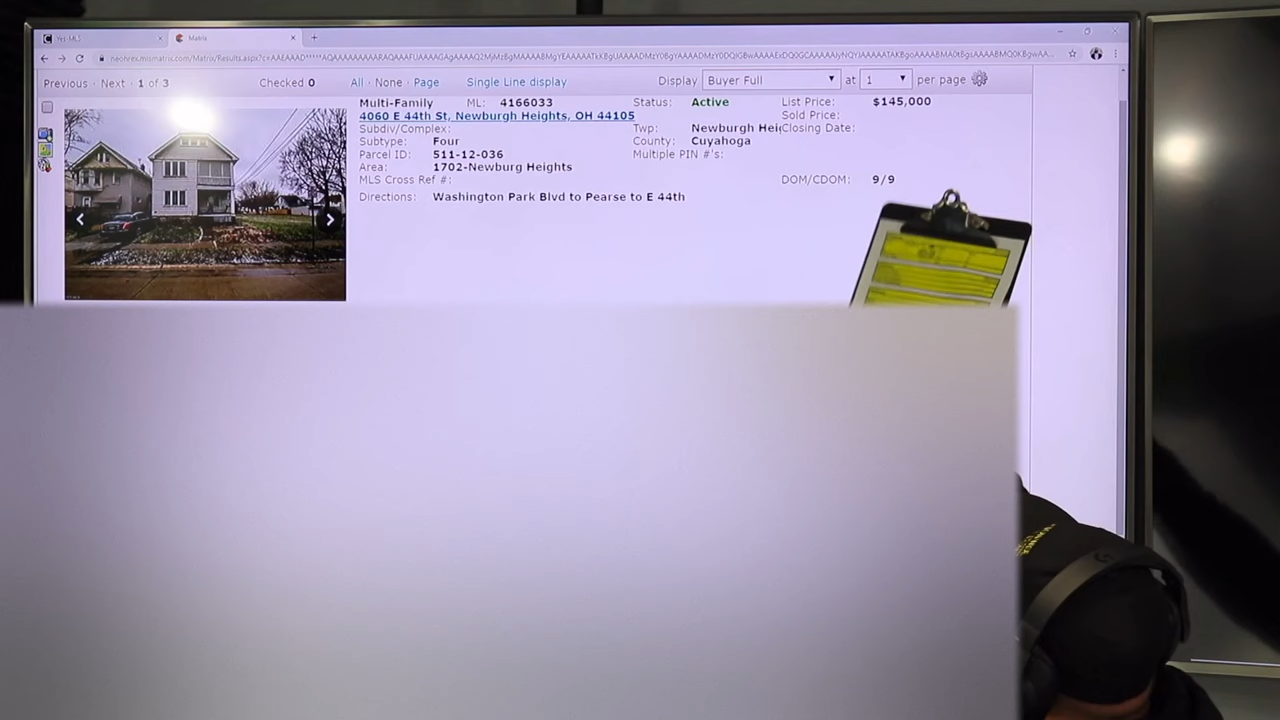 Yes-MLS
Matrix
Previous · Next · 1 of 3
Checked 0
All · None · Page
Single Line display
Display Buyer Full at 1 per page
Multi-Family ML: 4166033 Status: Active List Price: $145,000
4060 E 44th St, Newburgh Heights, OH 44105 Sold Price:
Subdiv/Complex: Twp: Newburgh Hei Closing Date:
Subtype: Four County: Cuyahoga
Parcel ID: 511-12-036 Multiple PIN #'s:
Area: 1702-Newburg Heights
MLS Cross Ref #: DOM/CDOM: 9/9
Directions: Washington Park Blvd to Pearse to E 44th